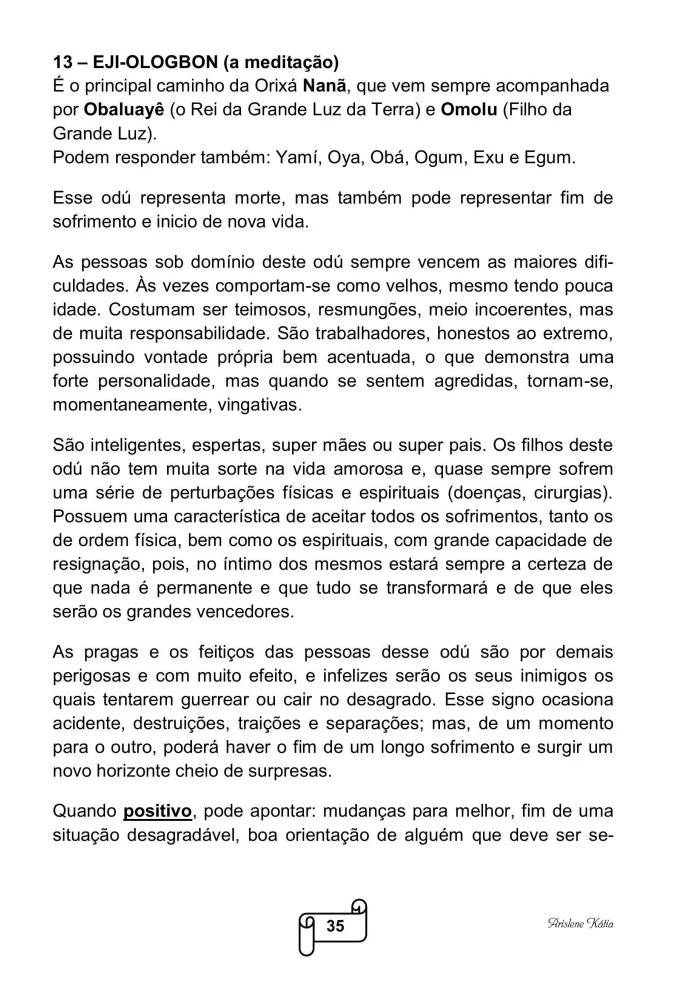 13 – EJI-OLOGBON (a meditação)
É o principal caminho da Orixá Nanã, que vem sempre acompanhada
por Obaluayê (o Rei da Grande Luz da Terra) e Omolu (Filho da
Grande Luz).
Podem responder também: Yamí, Oya, Obá, Ogum, Exu e Egum.
Esse odú representa morte, mas também pode representar fim de
sofrimento e inicio de nova vida.
As pessoas sob domínio deste odú sempre vencem as maiores difi-
culdades. Às vezes comportam-se como velhos, mesmo tendo pouca
idade. Costumam ser teimosos, resmungões, meio incoerentes, mas
de muita responsabilidade. São trabalhadores, honestos ao extremo,
possuindo vontade própria bem acentuada, o que demonstra uma
forte personalidade, mas quando se sentem agredidas, tornam-se,
momentaneamente, vingativas.
São inteligentes, espertas, super mães ou super pais. Os filhos deste
odú não tem muita sorte na vida amorosa e, quase sempre sofrem
uma série de perturbações físicas e espirituais (doenças, cirurgias).
Possuem uma característica de aceitar todos os sofrimentos, tanto os
de ordem física, bem como os espirituais, com grande capacidade de
resignação, pois, no íntimo dos mesmos estará sempre a certeza de
que nada é permanente e que tudo se transformará e de que eles
serão os grandes vencedores.
As pragas e os feitiços das pessoas desse odú são por demais
perigosas e com muito efeito, e infelizes serão os seus inimigos os
quais tentarem guerrear ou cair no desagrado. Esse signo ocasiona
acidente, destruições, traições e separações; mas, de um momento
para o outro, poderá haver o fim de um longo sofrimento e surgir um
novo horizonte cheio de surpresas.
Quando positivo, pode apontar: mudanças para melhor, fim de uma
situação desagradável, boa orientação de alguém que deve ser se-
35
Arislene Kátia